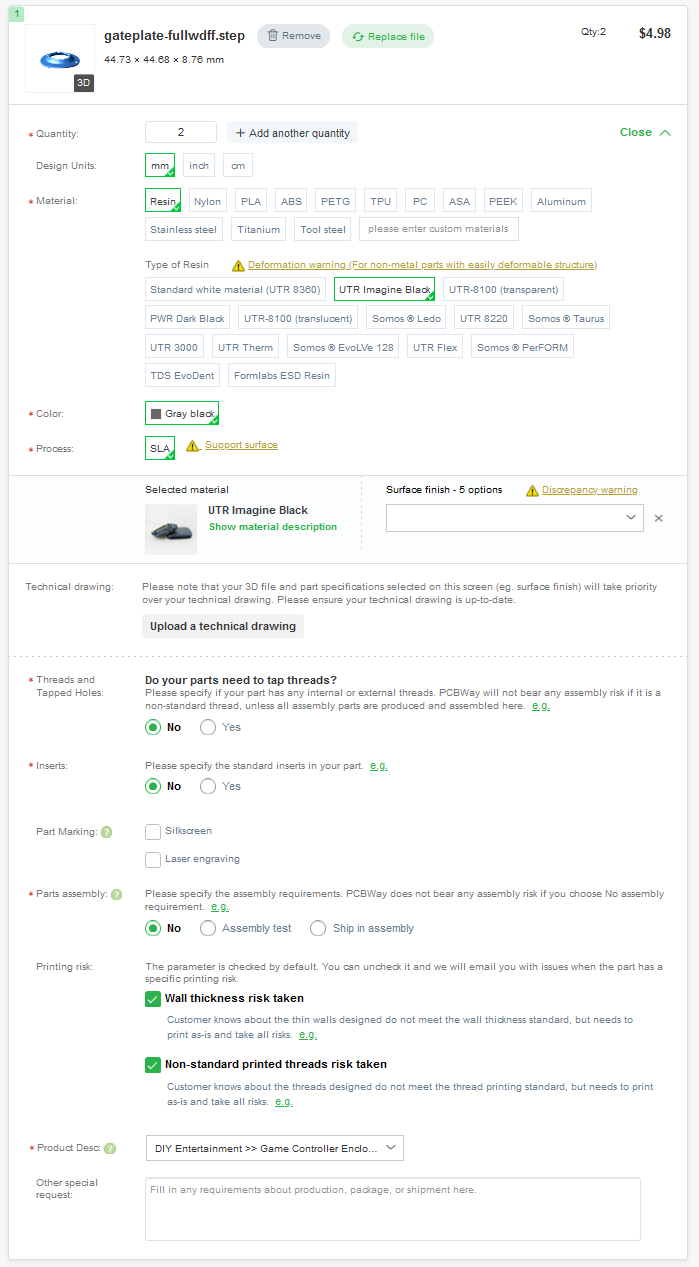 1
gateplate-fullwdff.step
Remove
Replace file
Qty:2
$4.98
44.73 × 44.68 × 8.76 mm
3D
* Quantity:
2
+ Add another quantity
Close
Design Units:
mm
inch
cm
* Material:
Resin
Nylon
PLA
ABS
PETG
TPU
PC
ASA
PEEK
Aluminum
Stainless steel
Titanium
Tool steel
please enter custom materials
Type of Resin
Deformation warning (For non-metal parts with easily deformable structure)
Standard white material (UTR 8360)
UTR Imagine Black
UTR-8100 (transparent)
PWR Dark Black
UTR-8100 (translucent)
Somos ® Ledo
UTR 8220
Somos ® Taurus
UTR 3000
UTR Therm
Somos ® EvoLVe 128
UTR Flex
Somos ® PerFORM
TDS EvoDent
Formlabs ESD Resin
* Color:
Gray black
* Process:
SLA
Support surface
Selected material
UTR Imagine Black
Show material description
Surface finish - 5 options
Discrepancy warning
Technical drawing:
Please note that your 3D file and part specifications selected on this screen (eg. surface finish) will take priority
over your technical drawing. Please ensure your technical drawing is up-to-date.
Upload a technical drawing
* Threads and
Tapped Holes:
Do your parts need to tap threads?
Please specify if your part has any internal or external threads. PCBWay will not bear any assembly risk if it is a
non-standard thread, unless all assembly parts are produced and assembled here. e.g.
No
Yes
* Inserts:
Please specify the standard inserts in your part. e.g.
No
Yes
Part Marking: ?
Silkscreen
Laser engraving
* Parts assembly: ?
Please specify the assembly requirements. PCBWay does not bear any assembly risk if you choose No assembly
requirement. e.g.
No
Assembly test
Ship in assembly
Printing risk:
The parameter is checked by default. You can uncheck it and we will email you with issues when the part has a
specific printing risk.
Wall thickness risk taken
Customer knows about the thin walls designed do not meet the wall thickness standard, but needs to
print as-is and take all risks. e.g.
Non-standard printed threads risk taken
Customer knows about the threads designed do not meet the thread printing standard, but needs to print
as-is and take all risks. e.g.
* Product Desc: ?
DIY Entertainment >> Game Controller Enclo...
Other special
request:
Fill in any requirements about production, package, or shipment here.